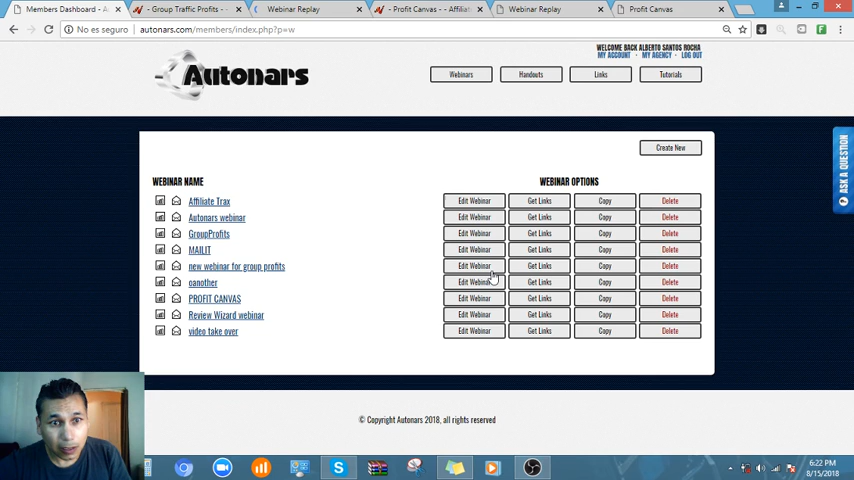 Members Dashboard - A
- Group Traffic Profits -
Webinar Replay
- Profit Canvas - - Affiliat
Webinar Replay
Profit Canvas
No es seguro | autonars.com/members/index.php?p=w
WELCOME BACK ALBERTO SANTOS ROCHA
MY ACCOUNT · MY AGENCY · LOG OUT
Autonars
Webinars
Handouts
Links
Tutorials
Create New
WEBINAR NAME
WEBINAR OPTIONS
Affiliate Trax Edit Webinar Get Links Copy Delete
Autonars webinar Edit Webinar Get Links Copy Delete
GroupProfits Edit Webinar Get Links Copy Delete
MAILIT Edit Webinar Get Links Copy Delete
new webinar for group profits Edit Webinar Get Links Copy Delete
oanother Edit Webinar Get Links Copy Delete
PROFIT CANVAS Edit Webinar Get Links Copy Delete
Review Wizard webinar Edit Webinar Get Links Copy Delete
video take over Edit Webinar Get Links Copy Delete
ASK A QUESTION
© Copyright Autonars 2018, all rights reserved
6:22 PM
8/15/2018